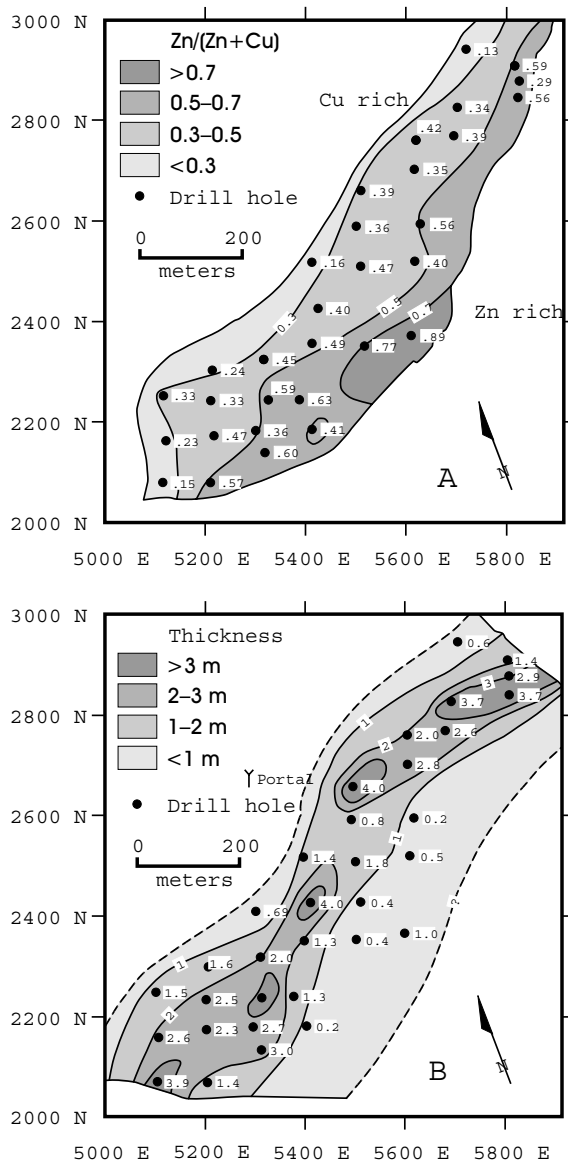 3000 N
Zn/(Zn+Cu)
>0.7
0.5–0.7
0.3–0.5
<0.3
Drill hole
0 200
meters
Cu rich
.13
.59
.29
.56
2800 N
.34
.42
.39
.35
.39
2600 N
.36
.56
.16
.47
.40
.40
0.5
0.7
Zn rich
2400 N
0.3
.49
.77
.89
.45
.24
.33
.33
.59
.63
2200 N
.23
.47
.36
.41
.60
.15
.57
A
N
2000 N
5000 E 5200 E 5400 E 5600 E 5800 E
3000 N
Thickness
>3 m
2–3 m
1–2 m
<1 m
Portal
Drill hole
0 200
meters
0.6
1.4
2.9
3
3.7
3.7
1
2800 N
2.0
2.6
2
2.8
4.0
2600 N
0.8
0.2
1
1.4
1.8
0.5
4.0
0.4
?
.69
2400 N
1.3
0.4
1.0
1
1.6
2.0
1.5
2.5
1.3
2
2200 N
2.6
2.3
2.7
0.2
3.0
3.9
1.4
B
N
2000 N
5000 E 5200 E 5400 E 5600 E 5800 E